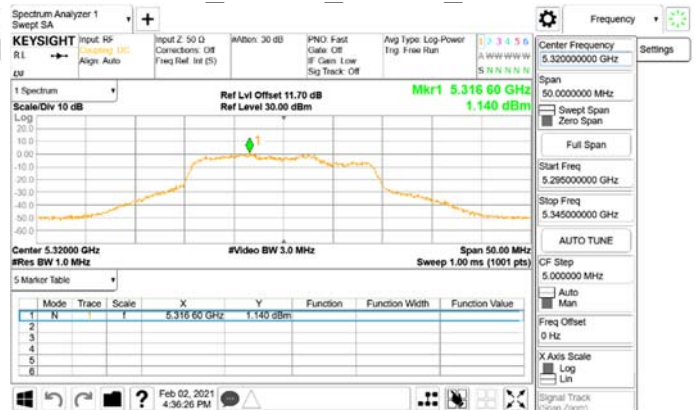 Spectrum Analyzer 1
Swept SA
Frequency
KEYSIGHT
Input: RF
Coupling: DC
Align: Auto
Input Z: 50 Ω
Corrections: Off
Freq Ref: Int (S)
#Atten: 30 dB
PNO: Fast
Gate: Off
IF Gain: Low
Sig Track: Off
Avg Type: Log-Power
Trig: Free Run
1 2 3 4 5 6
A W W W W W
S N N N N N
RL
1 Spectrum
Scale/Div 10 dB
Ref Lvl Offset 11.70 dB
Ref Level 30.00 dBm
Mkr1 5.316 60 GHz
1.140 dBm
Log
20.0
10.0
0.00
-10.0
-20.0
-30.0
-40.0
-50.0
-60.0
1
Center 5.32000 GHz
#Res BW 1.0 MHz
#Video BW 3.0 MHz
Span 50.00 MHz
Sweep 1.00 ms (1001 pts)
5 Marker Table
Mode Trace Scale X Y Function Function Width Function Value
1 N 1 f 5.316 60 GHz 1.140 dBm
2
3
4
5
6
Feb 02, 2021
4:36:26 PM
Center Frequency
5.320000000 GHz
Span
50.0000000 MHz
Swept Span
Zero Span
Full Span
Start Freq
5.295000000 GHz
Stop Freq
5.345000000 GHz
AUTO TUNE
CF Step
5.000000 MHz
Auto
Man
Freq Offset
0 Hz
X Axis Scale
Log
Lin
Signal Track
(Span Zoom)
Settings